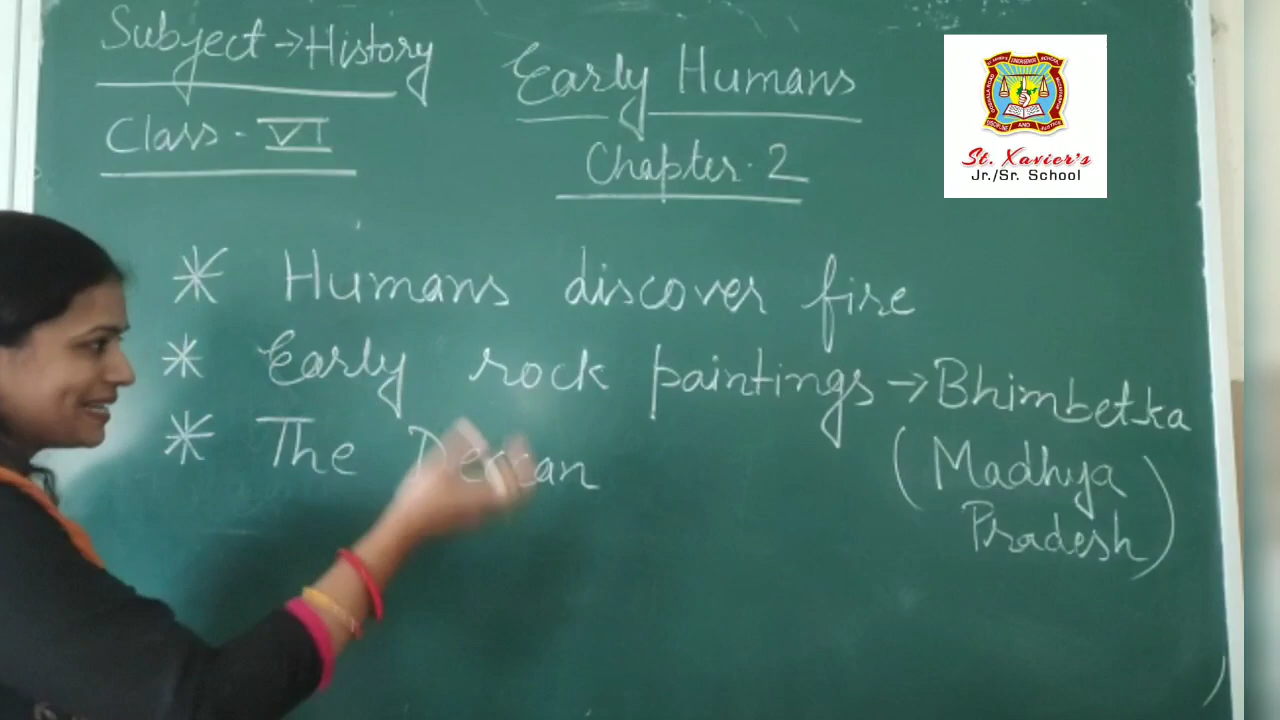 Subject → History
Class - VI
Early Humans
Chapter - 2
St. Xavier's
Jr./Sr. School
* Humans discover fire
* Early rock paintings → Bhimbetka
(Madhya
Pradesh)
* The Deccan